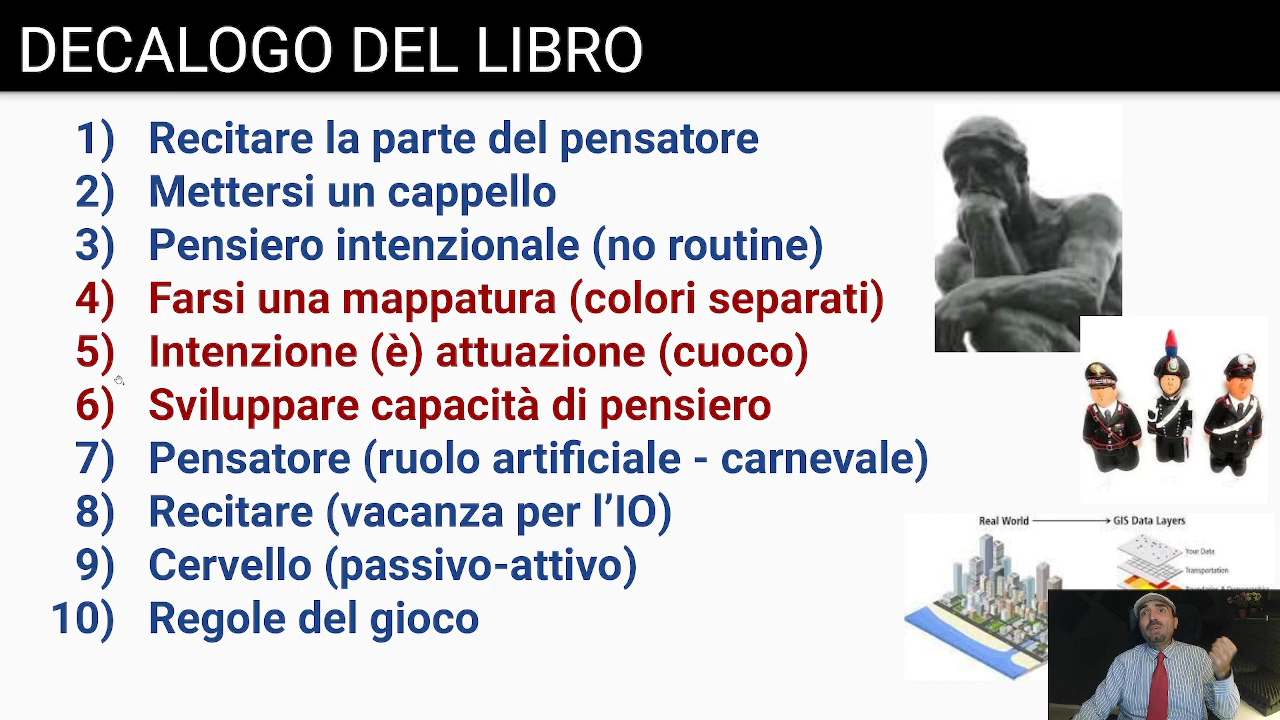 DECALOGO DEL LIBRO
1) Recitare la parte del pensatore
2) Mettersi un cappello
3) Pensiero intenzionale (no routine)
4) Farsi una mappatura (colori separati)
5) Intenzione (è) attuazione (cuoco)
6) Sviluppare capacità di pensiero
7) Pensatore (ruolo artificiale - carnevale)
8) Recitare (vacanza per l'IO)
9) Cervello (passivo-attivo)
10) Regole del gioco
Real World
GIS Data Layers
Your Data
Transportation